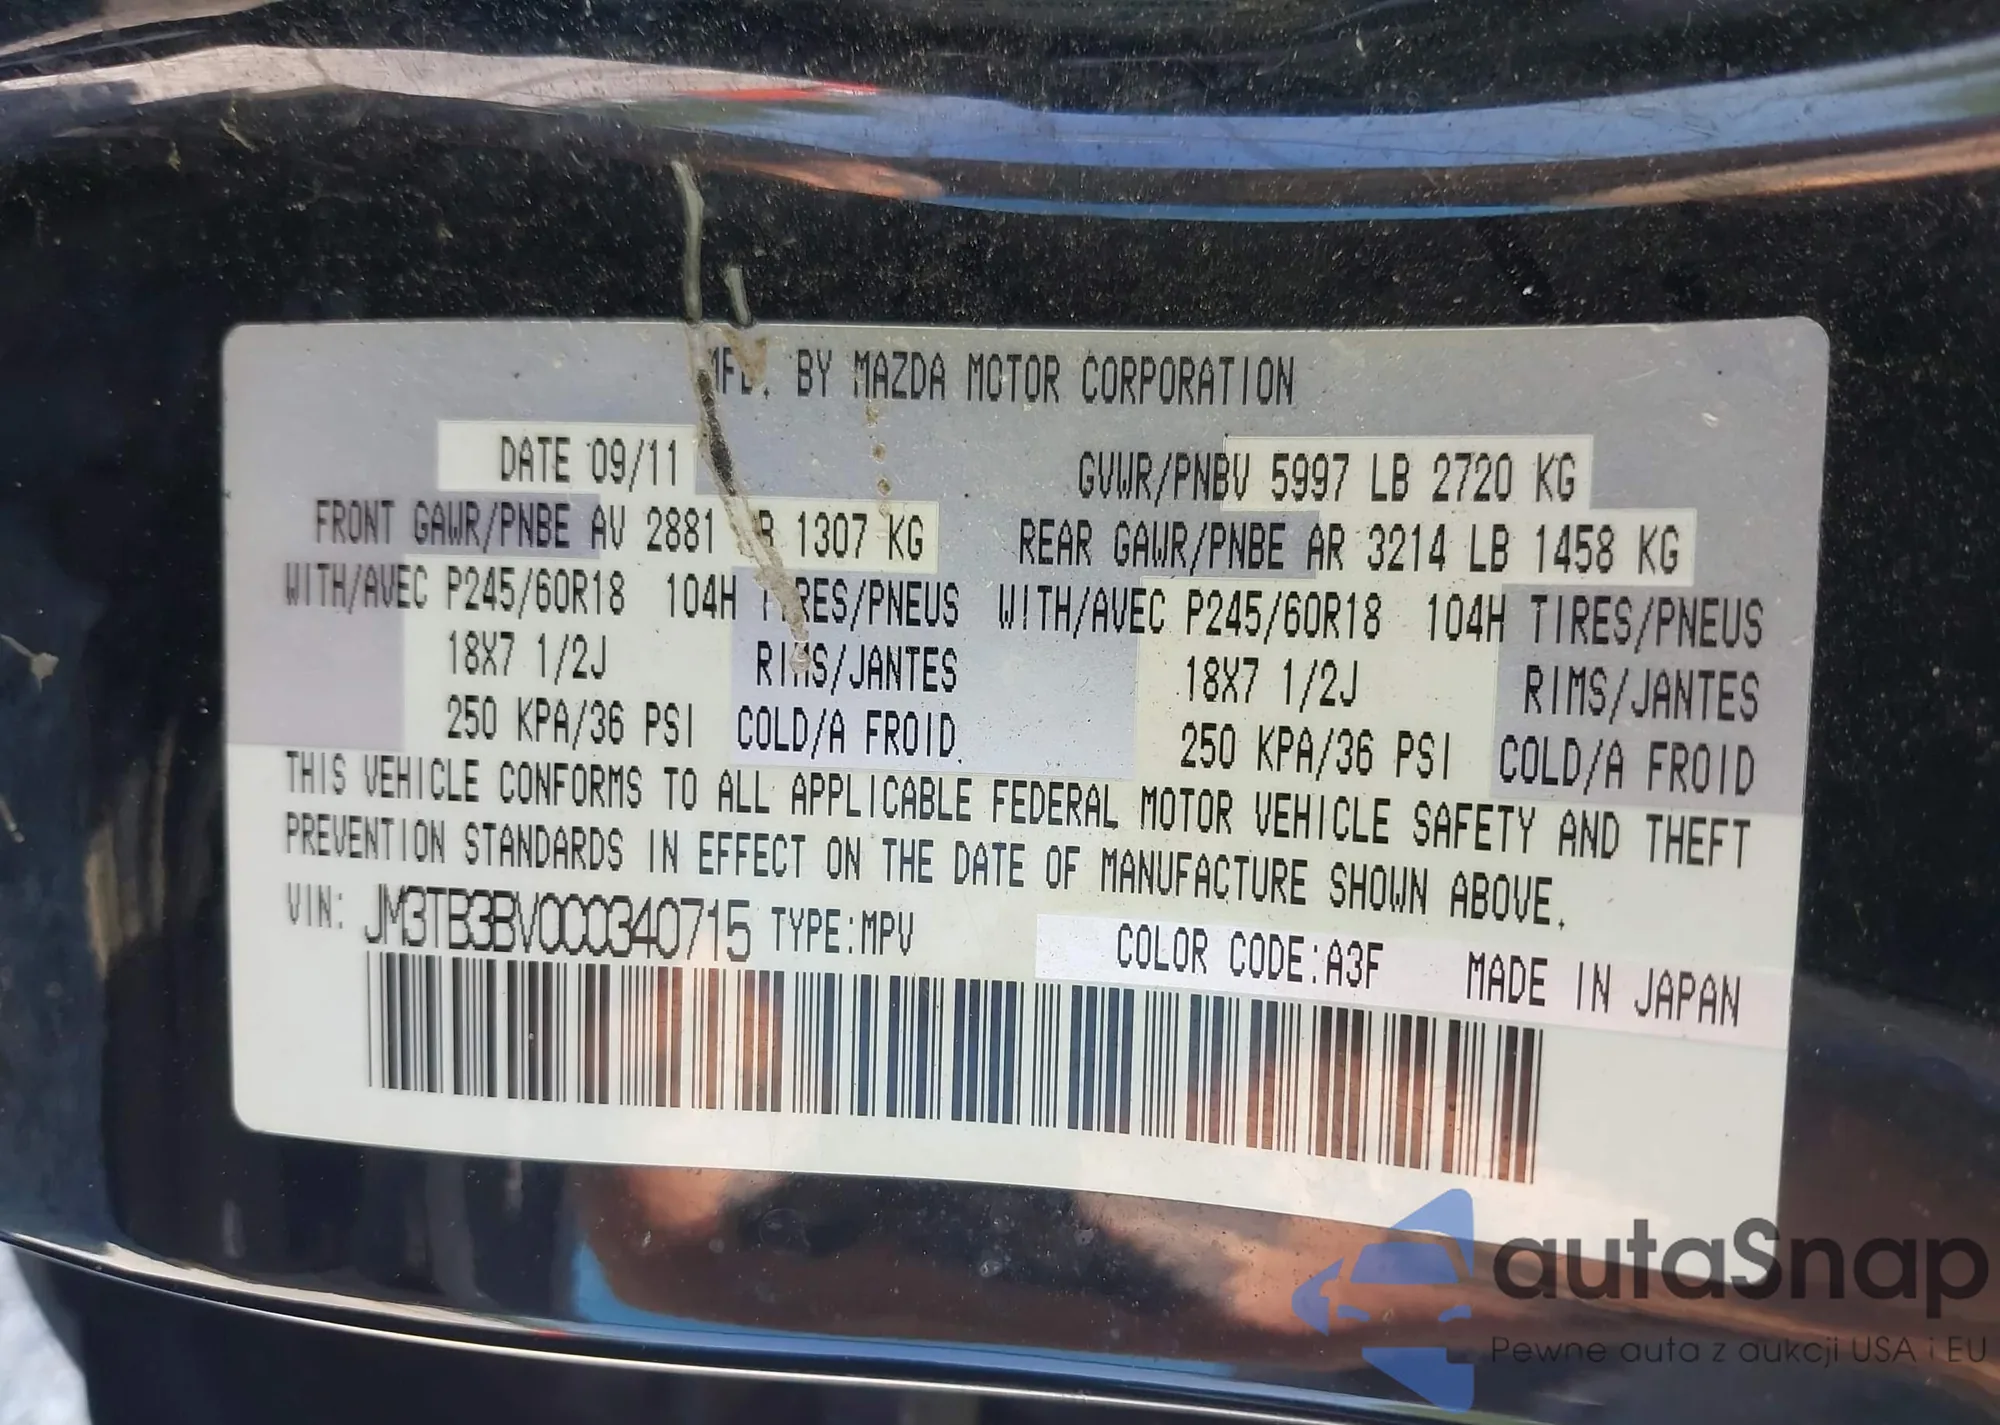 MFD. BY MAZDA MOTOR CORPORATION
DATE 09/11 GVWR/PNBV 5997 LB 2720 KG
FRONT GAWR/PNBE AV 2881 LB 1307 KG REAR GAWR/PNBE AR 3214 LB 1458 KG
WITH/AVEC P245/60R18 104H TIRES/PNEUS WITH/AVEC P245/60R18 104H TIRES/PNEUS
18X7 1/2J RIMS/JANTES 18X7 1/2J RIMS/JANTES
250 KPA/36 PSI COLD/A FROID 250 KPA/36 PSI COLD/A FROID
THIS VEHICLE CONFORMS TO ALL APPLICABLE FEDERAL MOTOR VEHICLE SAFETY AND THEFT
PREVENTION STANDARDS IN EFFECT ON THE DATE OF MANUFACTURE SHOWN ABOVE.
VIN: JM3TB3BV0C0340715 TYPE:MPV COLOR CODE:A3F MADE IN JAPAN
autaSnap
Pewne auta z aukcji USA i EU